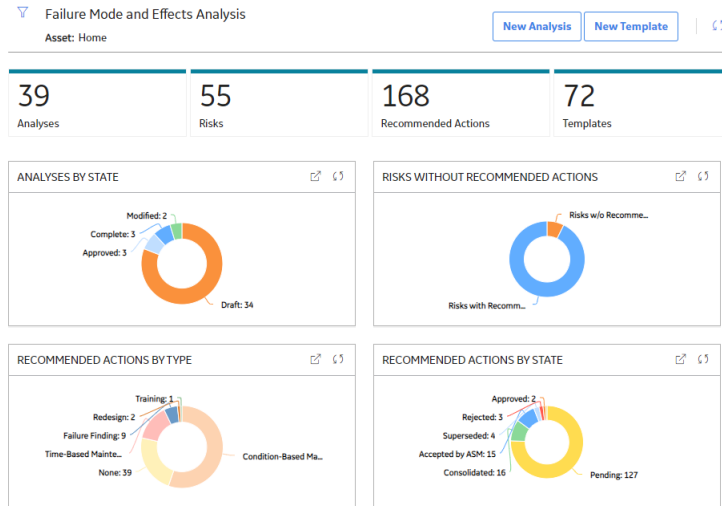 Failure Mode and Effects Analysis
Asset: Home
New Analysis
New Template
39
Analyses
55
Risks
168
Recommended Actions
72
Templates
ANALYSES BY STATE
Modified: 2
Complete: 3
Approved: 3
Draft: 34
RISKS WITHOUT RECOMMENDED ACTIONS
Risks w/o Recomme...
Risks with Recomm...
RECOMMENDED ACTIONS BY TYPE
Training: 1
Redesign: 2
Failure Finding: 9
Time-Based Mainte...
None: 39
Condition-Based Ma...
RECOMMENDED ACTIONS BY STATE
Approved: 2
Rejected: 3
Superseded: 4
Accepted by ASM: 15
Consolidated: 16
Pending: 127